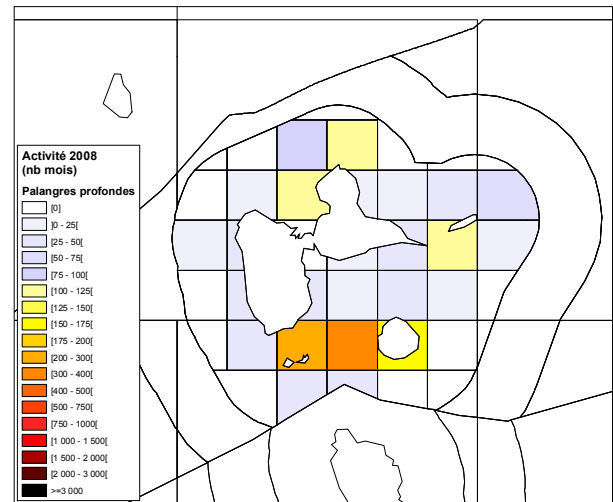 Activité 2008
(nb mois)
Palangres profondes
[0]
]0 - 25[
[25 - 50[
[50 - 75[
[75 - 100[
[100 - 125[
[125 - 150[
[150 - 175[
[175 - 200[
[200 - 300[
[300 - 400[
[400 - 500[
[500 - 750[
[750 - 1000[
[1 000 - 1 500[
[1 500 - 2 000[
[2 000 - 3 000[
>=3 000